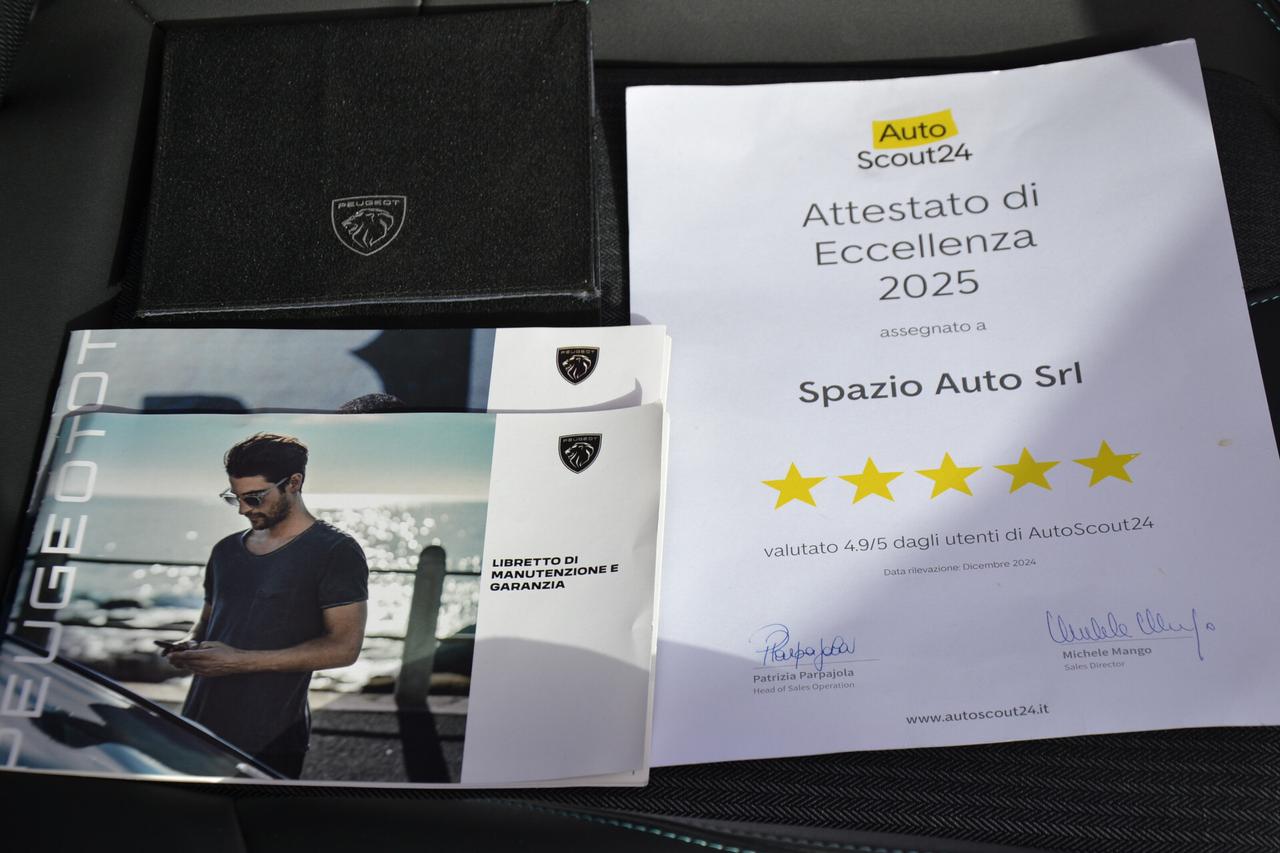 PEUGEOT
PEUGEOT
PEUGEOT
PEUGEOT
LIBRETTO DI
MANUTENZIONE E
GARANZIA
Auto
Scout24
Attestato di
Eccellenza
2025
assegnato a
Spazio Auto Srl
valutato 4.9/5 dagli utenti di AutoScout24
Data rilevazione: Dicembre 2024
Patrizia Parpajola
Head of Sales Operation
Michele Mango
Sales Director
www.autoscout24.it